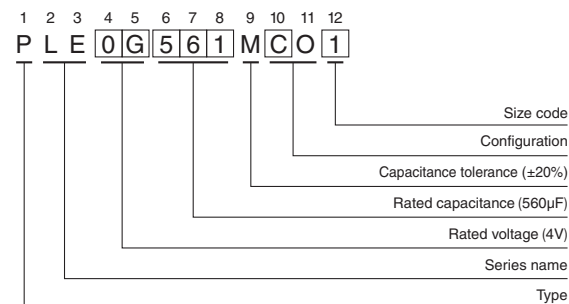 1 2 3 4 5 6 7 8 9 10 11 12
P L E 0 G 5 6 1 M C O 1
Size code
Configuration
Capacitance tolerance (±20%)
Rated capacitance (560µF)
Rated voltage (4V)
Series name
Type